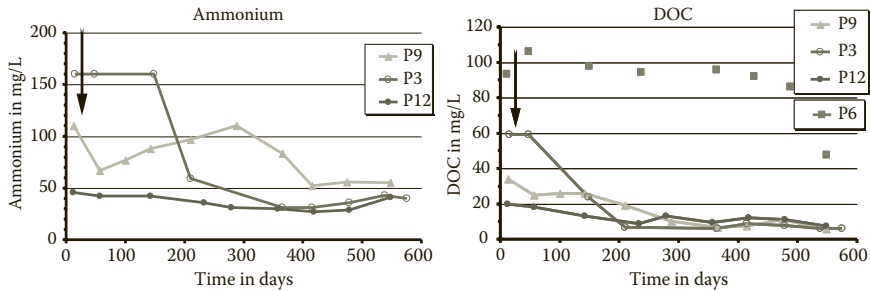 Ammonium
Ammonium in mg/L
200
150
100
50
0
0 100 200 300 400 500 600
Time in days
P9
P3
P12
DOC
DOC in mg/L
120
100
80
60
40
20
0
0 100 200 300 400 500 600
Time in days
P9
P3
P12
P6